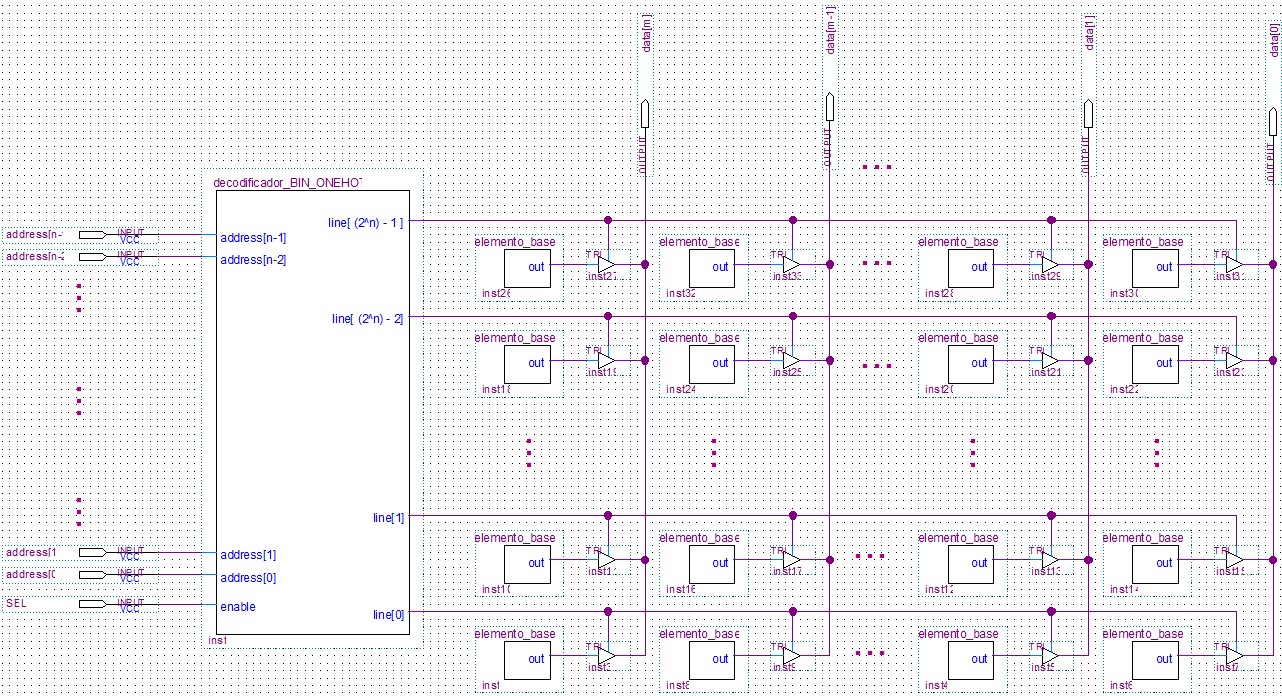 data[m]
data[m-1]
data[1]
data[0]
OUTPUT
OUTPUT
OUTPUT
OUTPUT
decodificador_BIN_ONEHOT
address[n-
INPUT
VCC
address[n-1]
line[ (2^n) - 1 ]
address[n-2
INPUT
VCC
address[n-2]
elemento_base
elemento_base
elemento_base
elemento_base
out
TRI
out
TRI
out
TRI
out
TRI
inst26
inst27
inst32
inst33
inst28
inst29
inst30
inst3
line[ (2^n) - 2]
elemento_base
elemento_base
elemento_base
elemento_base
out
TRI
out
TRI
out
TRI
out
TRI
inst18
inst19
inst24
inst25
inst20
inst21
inst22
inst2
line[1]
elemento_base
elemento_base
elemento_base
elemento_base
address[1
INPUT
VCC
address[1]
out
TRI
out
TRI
out
TRI
out
TRI
address[0
INPUT
VCC
address[0]
inst10
inst1
inst16
inst17
inst12
inst13
inst14
inst15
SEL
INPUT
VCC
enable
line[0]
inst
elemento_base
elemento_base
elemento_base
elemento_base
out
TRI
out
TRI
out
TRI
out
TRI
inst
inst
inst8
inst9
inst4
inst5
inst6
inst7